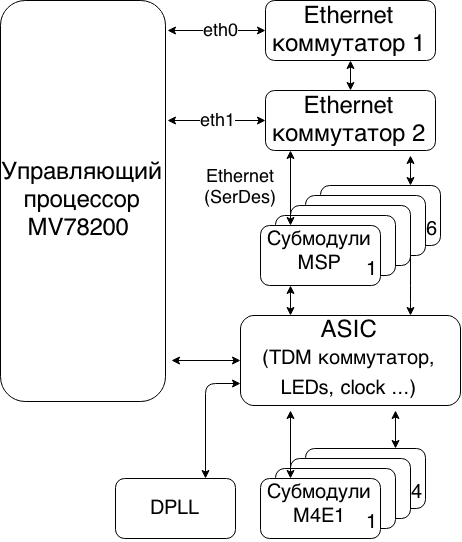 Управляющий
процессор
MV78200
eth0
Ethernet
коммутатор 1
eth1
Ethernet
коммутатор 2
Ethernet
(SerDes)
6
Субмодули
MSP
1
ASIC
(TDM коммутатор,
LEDs, clock ...)
DPLL
4
Субмодули
M4E1
1